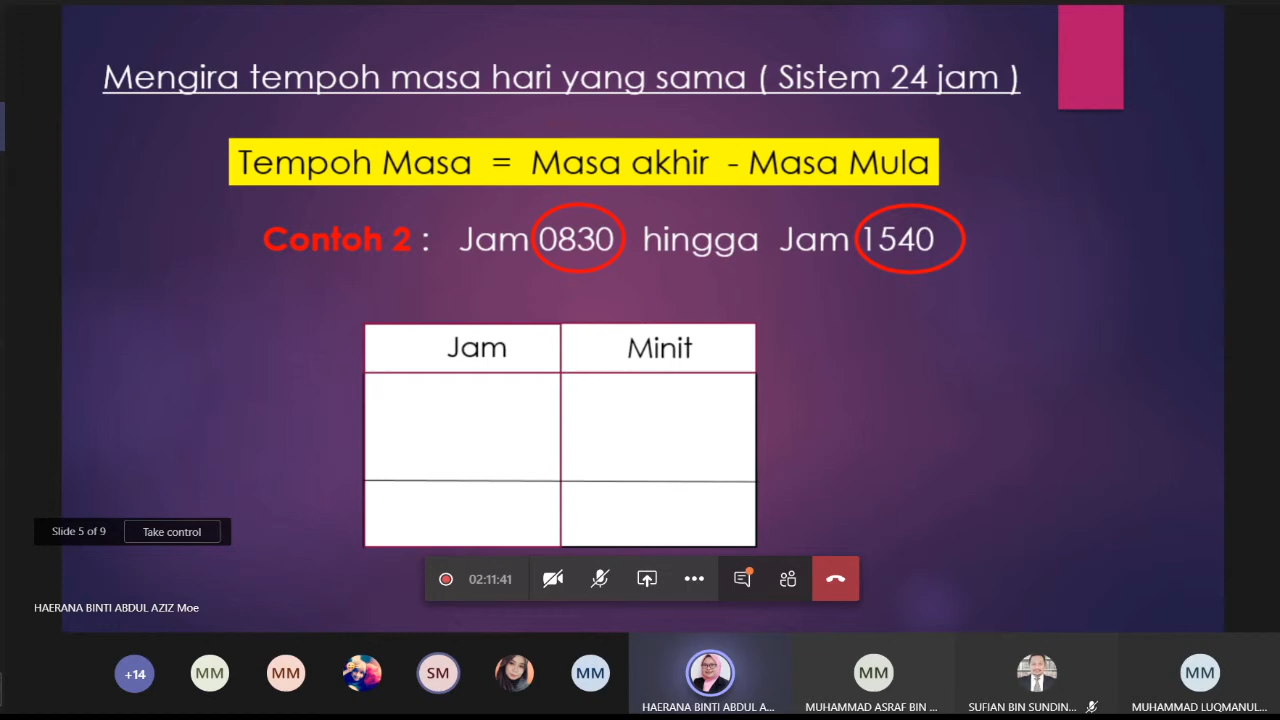 Mengira tempoh masa hari yang sama ( Sistem 24 jam )
Tempoh Masa = Masa akhir - Masa Mula
Contoh 2 : Jam 0830 hingga Jam 1540
Jam Minit
Slide 5 of 9 Take control
02:11:41
HAERANA BINTI ABDUL AZIZ Moe
+14 MM MM SM MM MM MM
HAERANA BINTI ABDUL A... MUHAMMAD ASRAF BIN ... SUFIAN BIN SUNDIN... MUHAMMAD LUQMANUL...